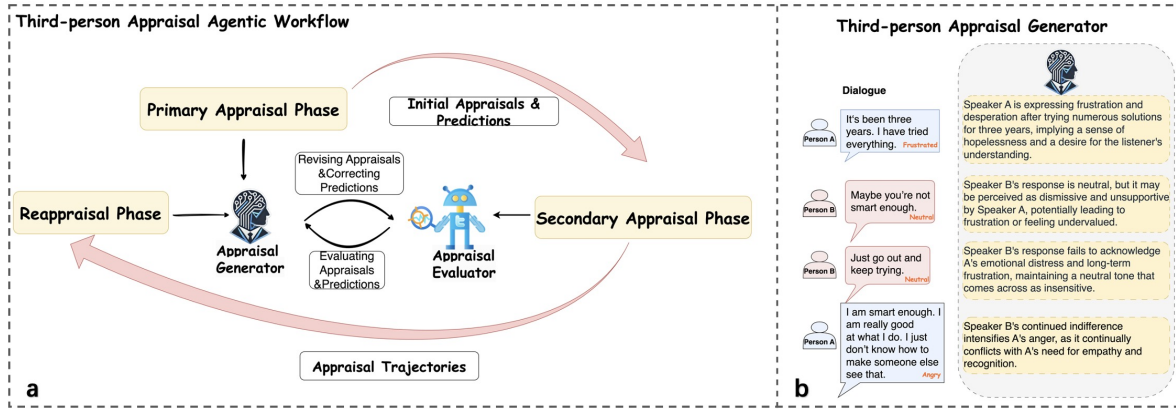 Third-person Appraisal Agentic Workflow
Primary Appraisal Phase
Initial Appraisals &
Predictions
Revising Appraisals
&Correcting
Predictions
Reappraisal Phase
Secondary Appraisal Phase
Appraisal
Generator
Appraisal
Evaluator
Evaluating
Appraisals
&Predictions
Appraisal Trajectories
a
Third-person Appraisal Generator
Dialogue
Person A
It's been three
years. I have tried
everything.
Frustrated
Speaker A is expressing frustration and
desperation after trying numerous solutions
for three years, implying a sense of
hopelessness and a desire for the listener's
understanding.
Person B
Maybe you're not
smart enough.
Neutral
Speaker B's response is neutral, but it may
be perceived as dismissive and unsupportive
by Speaker A, potentially leading to
frustration or feeling undervalued.
Person B
Just go out and
keep trying.
Neutral
Speaker B's response fails to acknowledge
A's emotional distress and long-term
frustration, maintaining a neutral tone that
comes across as insensitive.
Person A
I am smart enough. I
am really good
at what I do. I just
don't know how to
make someone else
see that.
Angry
Speaker B's continued indifference
intensifies A's anger, as it continually
conflicts with A's need for empathy and
recognition.
b